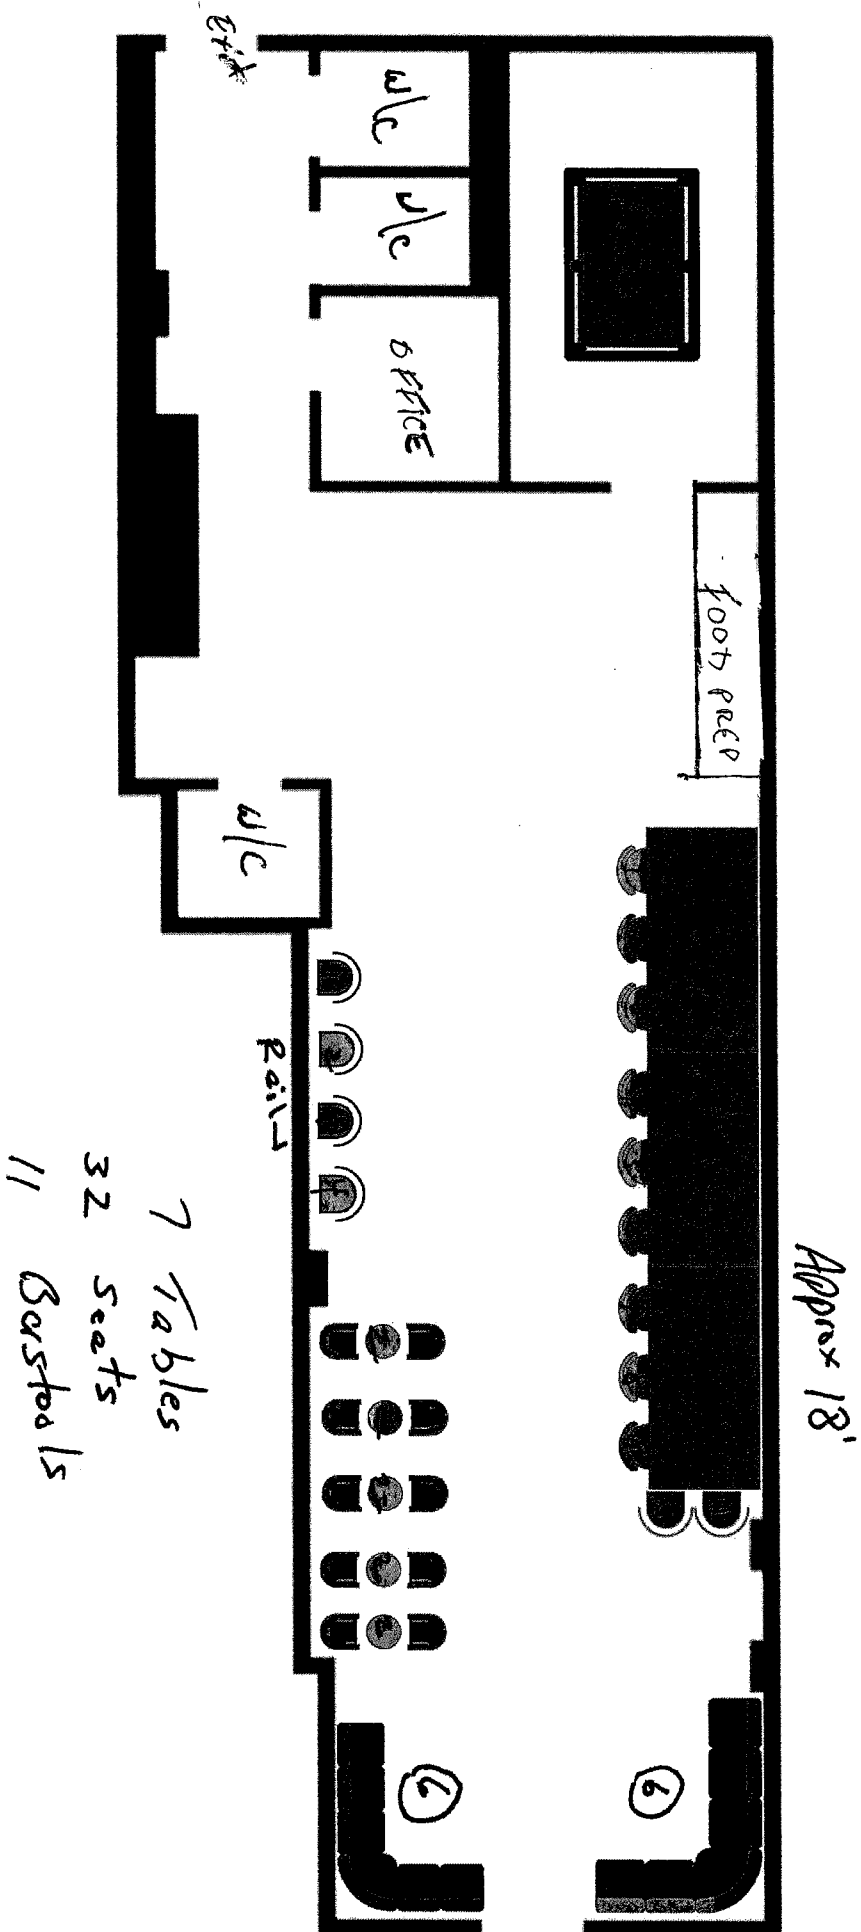 Exit
W/C
W/C
OFFICE
FOOD PREP
W/C
Rail
Approx 18'
7 Tables
32 Seats
11 Barstools
6
6